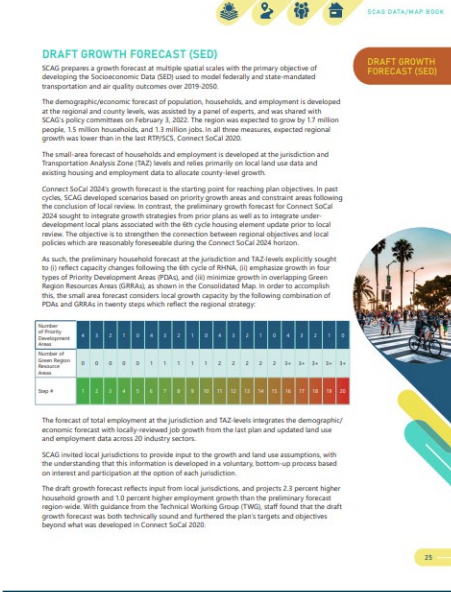 SCAG DATA/MAP BOOK
DRAFT GROWTH FORECAST (SED)
DRAFT GROWTH
FORECAST (SED)
SCAG prepares a growth forecast at multiple spatial scales with the primary objective of
developing the Socioeconomic Data (SED) used to model federally and state-mandated
transportation and air quality outcomes over 2019-2050.
The demographic/economic forecast of population, households, and employment is developed
at the regional and county levels, was assisted by a panel of experts, and was shared with
SCAG's policy committees on February 3, 2022. The region was expected to grow by 1.7 million
people, 1.5 million households, and 1.3 million jobs. In all three measures, expected regional
growth was lower than in the last RTP/SCS, Connect SoCal 2020.
The small-area forecast of households and employment is developed at the jurisdiction and
Transportation Analysis Zone (TAZ) levels and relies primarily on local land use data and
existing housing and employment data to allocate county-level growth.
Connect SoCal 2024's growth forecast is the starting point for reaching plan objectives. In past
cycles, SCAG developed scenarios based on priority growth areas and constraint areas following
the conclusion of local review. In contrast, the preliminary growth forecast for Connect SoCal
2024 sought to integrate growth strategies from prior plans as well as to integrate under-
development local plans associated with the 6th cycle housing element update prior to local
review. The objective is to strengthen the connection between regional objectives and local
policies which are reasonably foreseeable during the Connect SoCal 2024 horizon.
As such, the preliminary household forecast at the jurisdiction and TAZ-levels explicitly sought
to (i) reflect capacity changes following the 6th cycle of RHNA, (ii) emphasize growth in four
types of Priority Development Areas (PDAs), and (iii) minimize growth in overlapping Green
Region Resources Areas (GRRAs), as shown in the Consolidated Map. In order to accomplish
this, the small area forecast considers local growth capacity by the following combination of
PDAs and GRRAs in twenty steps which reflect the regional strategy:
Number of Priority Development Areas 4 3 2 1 0 4 3 2 1 0 4 3 2 1 0 4 3 2 1 0
Number of Green Region Resource Areas 0 0 0 0 0 1 1 1 1 1 2 2 2 2 2 3+ 3+ 3+ 3+ 3+
Step # 1 2 3 4 5 6 7 8 9 10 11 12 13 14 15 16 17 18 19 20
The forecast of total employment at the jurisdiction and TAZ-levels integrates the demographic/
economic forecast with locally-reviewed job growth from the last plan and updated land use
and employment data across 20 industry sectors.
SCAG invited local jurisdictions to provide input to the growth and land use assumptions, with
the understanding that this information is developed in a voluntary, bottom-up process based
on interest and participation at the option of each jurisdiction.
The draft growth forecast reflects input from local jurisdictions, and projects 2.3 percent higher
household growth and 1.0 percent higher employment growth than the preliminary forecast
region-wide. With guidance from the Technical Working Group (TWG), staff found that the draft
growth forecast was both technically sound and furthered the plan's targets and objectives
beyond what was developed in Connect SoCal 2020.
25